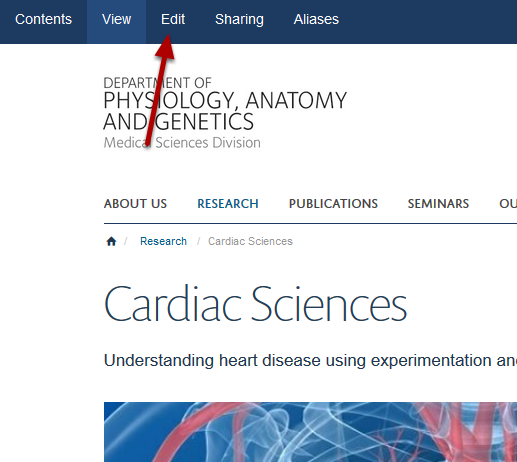 Contents View Edit Sharing Aliases
DEPARTMENT OF
PHYSIOLOGY, ANATOMY
AND GENETICS
Medical Sciences Division
ABOUT US RESEARCH PUBLICATIONS SEMINARS OU
/ Research / Cardiac Sciences
Cardiac Sciences
Understanding heart disease using experimentation an